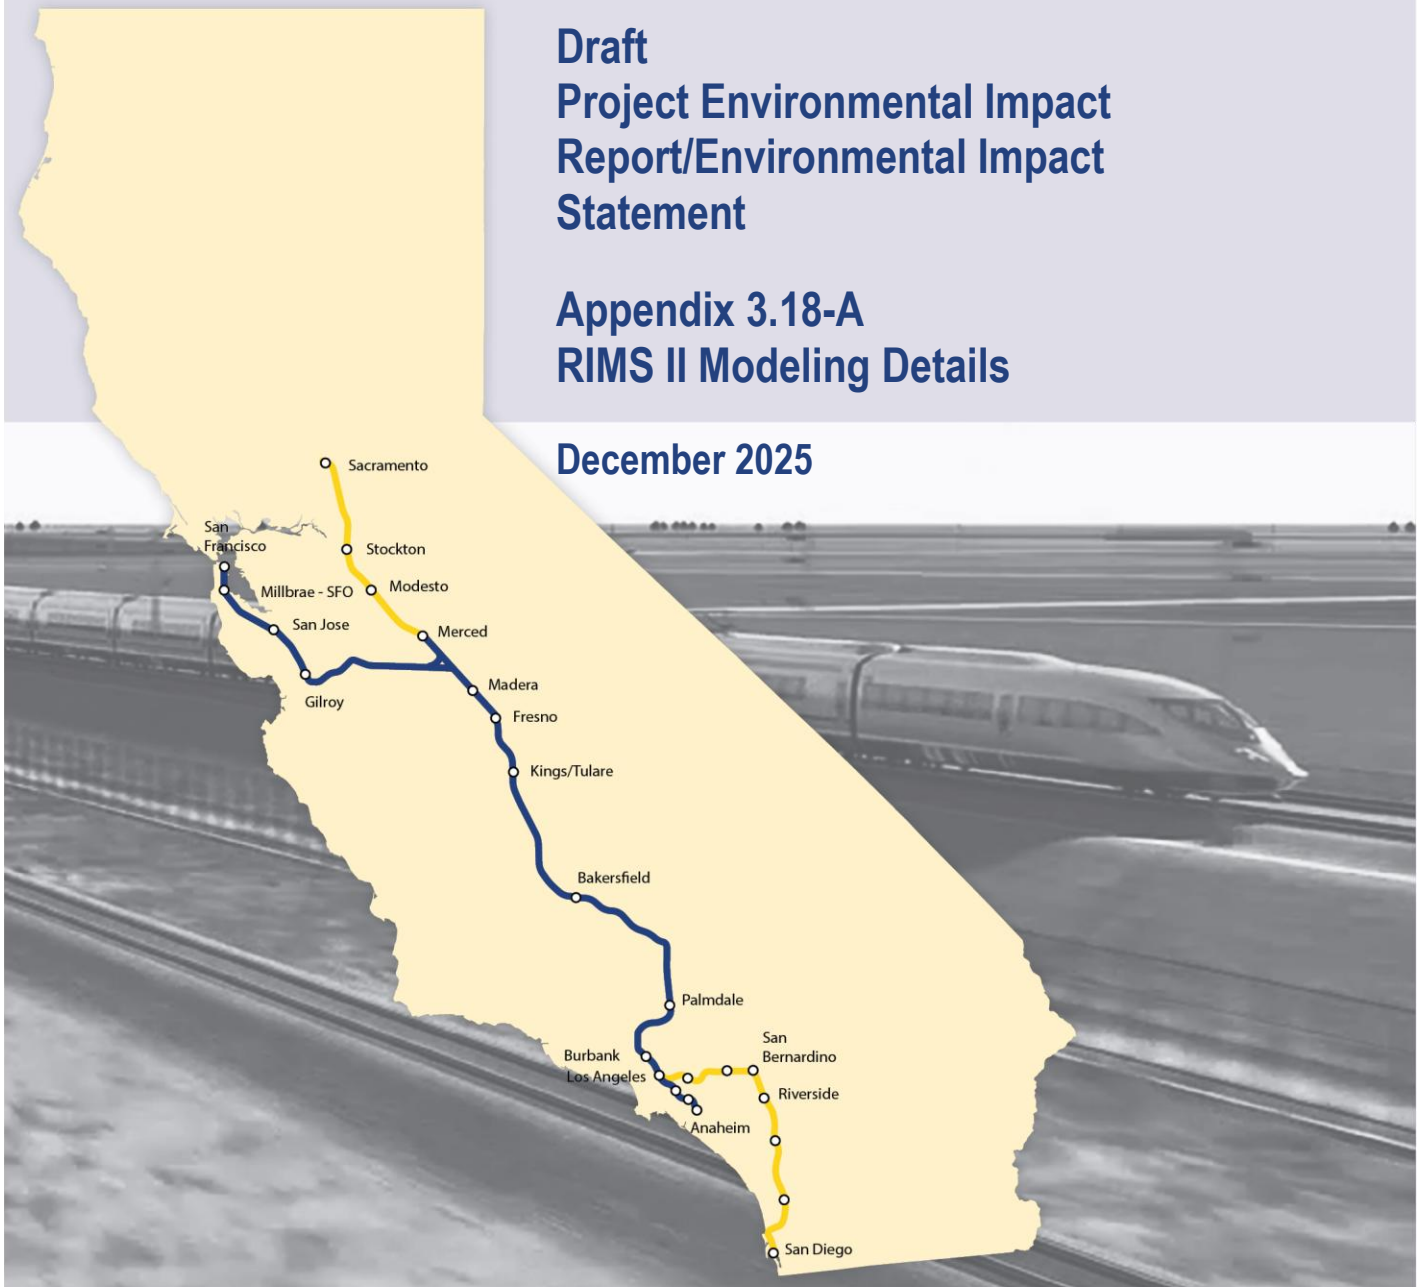 Draft
Project Environmental Impact
Report/Environmental Impact
Statement
Appendix 3.18-A
RIMS II Modeling Details
December 2025
Sacramento
San
Francisco
Stockton
Millbrae - SFO
Modesto
San Jose
Merced
Gilroy
Madera
Fresno
Kings/Tulare
Bakersfield
Palmdale
San
Bernardino
Burbank
Los Angeles
Riverside
Anaheim
San Diego